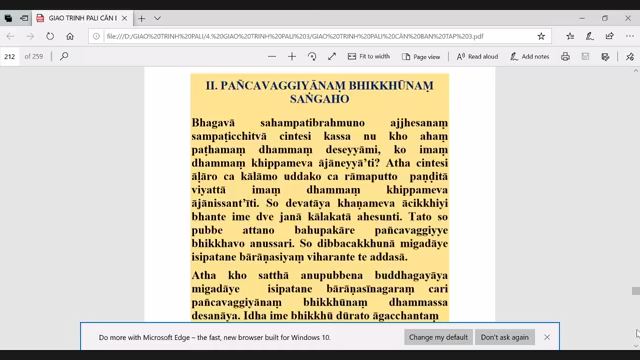 GIAO TRINH PALI CĂN B
file:///D:/GIAO%20TRINH%20PALI/4.%20GIAO%20TRINH%20PALI%203/GIAO%20TRINH%20PALI%20CĂN%20BAN%20TAP%203.pdf
212 of 259 Fit to width Page view Read aloud Add notes
II. PAÑCAVAGGIYĀNAṂ BHIKKHŪNAṂ
SAṄGAHO
Bhagavā sahampatibrahmuno ajjhesanaṃ
sampaṭicchitvā cintesi kassa nu kho ahaṃ
paṭhamaṃ dhammaṃ deseyyāmi, ko imaṃ
dhammaṃ khippameva ājāneyyā'ti? Atha cintesi
āḷāro ca kālāmo uddako ca rāmaputto paṇḍitā
viyattā imaṃ dhammaṃ khippameva
ājānissant'īti. So devatāya khaṇameva ācikkhiyi
bhante ime dve janā kālakatā ahesunti. Tato so
pubbe attano bahupakāre pañcavaggiyye
bhikkhavo anussari. So dibbacakkhunā migadāye
isipatane bārāṇasiyaṃ viharante te addasā.
Atha kho satthā anupubbena buddhagayāya
migadāye isipatane bārāṇasīnagaraṃ cari
pañcavaggiyānaṃ bhikkhūnaṃ dhammassa
desanāya. Idha ime bhikkhū dūrato āgacchantaṃ
Do more with Microsoft Edge – the fast, new browser built for Windows 10. Change my default Don't ask again